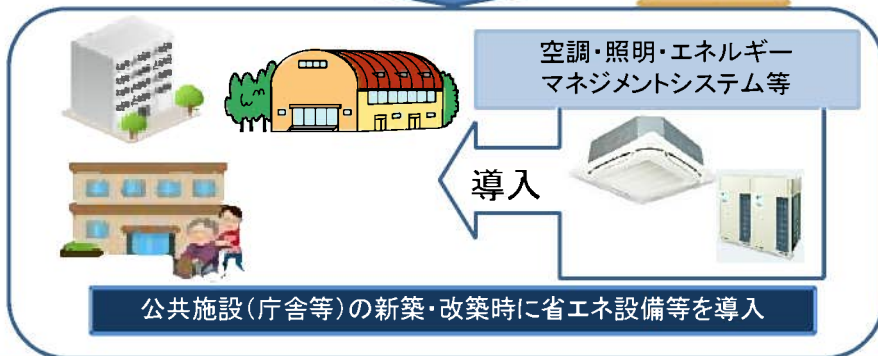 空調・照明・エネルギー
マネジメントシステム等
導入
公共施設(庁舎等)の新築・改築時に省エネ設備等を導入